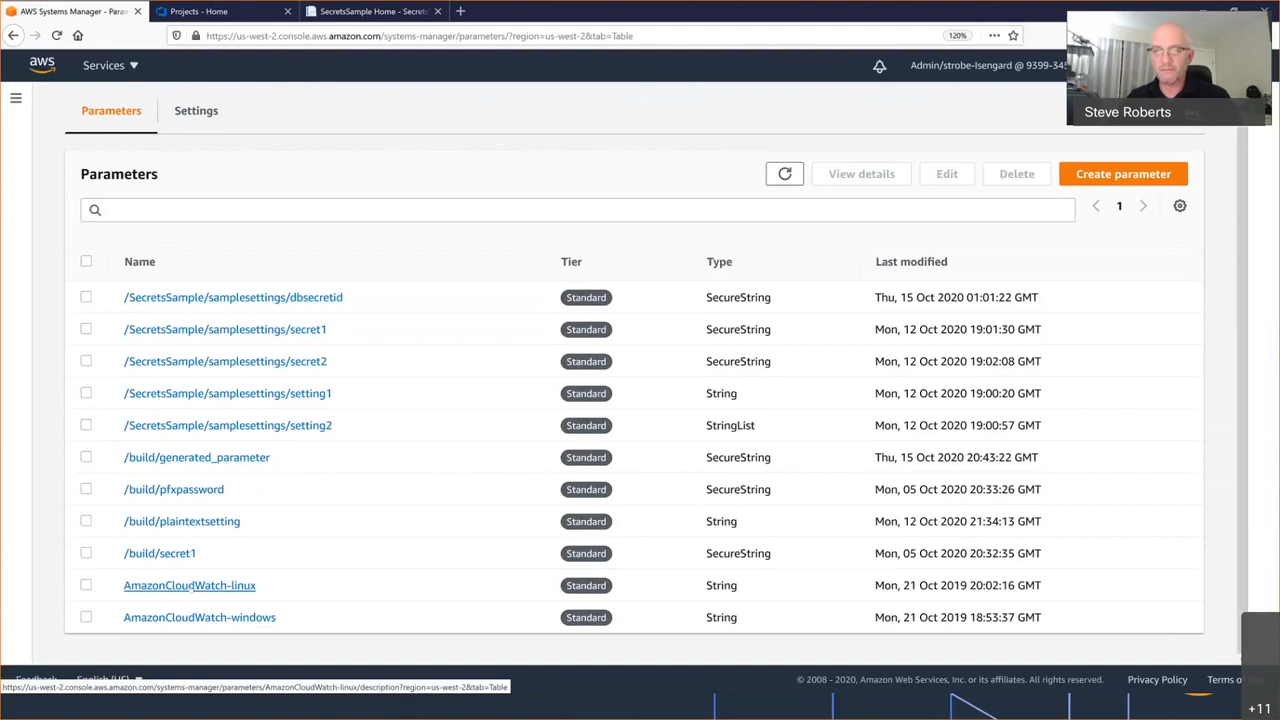 AWS Systems Manager - Para
Projects - Home
SecretsSample Home - Secrets
https://us-west-2.console.aws.amazon.com/systems-manager/parameters/?region=us-west-2&tab=Table
120%
aws
Services
Admin/strobe-Isengard @ 9399-345
Steve Roberts
aws
Parameters
Settings
Parameters
View details
Edit
Delete
Create parameter
1
Name
Tier
Type
Last modified
/SecretsSample/samplesettings/dbsecretid Standard SecureString Thu, 15 Oct 2020 01:01:22 GMT
/SecretsSample/samplesettings/secret1 Standard SecureString Mon, 12 Oct 2020 19:01:30 GMT
/SecretsSample/samplesettings/secret2 Standard SecureString Mon, 12 Oct 2020 19:02:08 GMT
/SecretsSample/samplesettings/setting1 Standard String Mon, 12 Oct 2020 19:00:20 GMT
/SecretsSample/samplesettings/setting2 Standard StringList Mon, 12 Oct 2020 19:00:57 GMT
/build/generated_parameter Standard SecureString Thu, 15 Oct 2020 20:43:22 GMT
/build/pfxpassword Standard SecureString Mon, 05 Oct 2020 20:33:26 GMT
/build/plaintextsetting Standard String Mon, 12 Oct 2020 21:34:13 GMT
/build/secret1 Standard SecureString Mon, 05 Oct 2020 20:32:35 GMT
AmazonCloudWatch-linux Standard String Mon, 21 Oct 2019 20:02:16 GMT
AmazonCloudWatch-windows Standard String Mon, 21 Oct 2019 18:53:37 GMT
Feedback English (US) © 2008 - 2020, Amazon Web Services, Inc. or its affiliates. All rights reserved. Privacy Policy Terms of Use
https://us-west-2.console.aws.amazon.com/systems-manager/parameters/AmazonCloudWatch-linux/description?region=us-west-2&tab=Table
+11